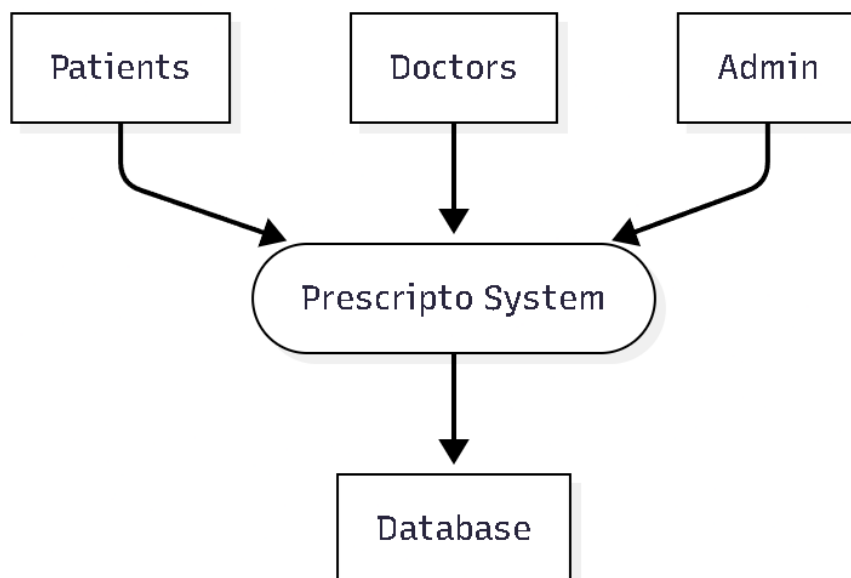 Patients
Doctors
Admin
Prescripto System
Database